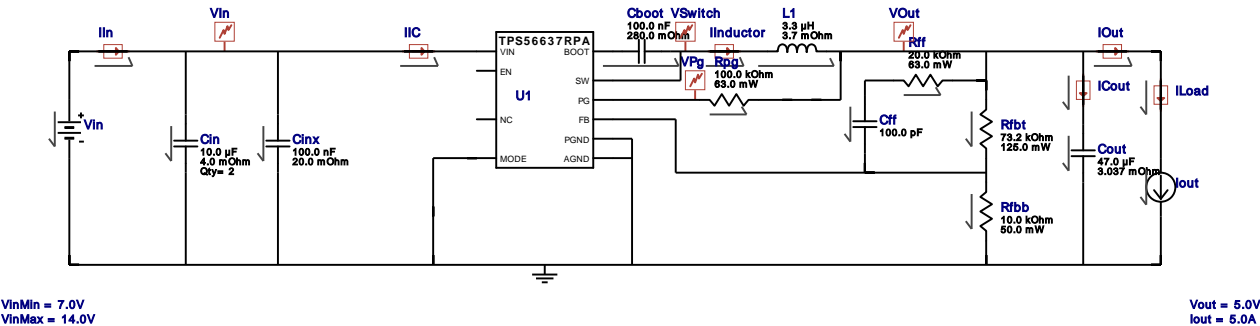 IIn
VIn
IIC
Cboot
100.0 nF
280.0 mOhm
VSwitch
IInductor
L1
3.3 µH
3.7 mOhm
VOut
IOut
TPS56637RPA
VIN
BOOT
EN
SW
PG
U1
NC
FB
PGND
MODE
AGND
VPg
Rpg
100.0 kOhm
63.0 mW
Rff
20.0 kOhm
63.0 mW
ICout
ILoad
Vin
+
-
Cin
10.0 µF
4.0 mOhm
Qty= 2
Cinx
100.0 nF
20.0 mOhm
Cff
100.0 pF
Rfbt
73.2 kOhm
125.0 mW
Cout
47.0 µF
3.037 mOhm
Iout
Rfbb
10.0 kOhm
50.0 mW
VinMin = 7.0V
VinMax = 14.0V
Vout = 5.0V
Iout = 5.0A